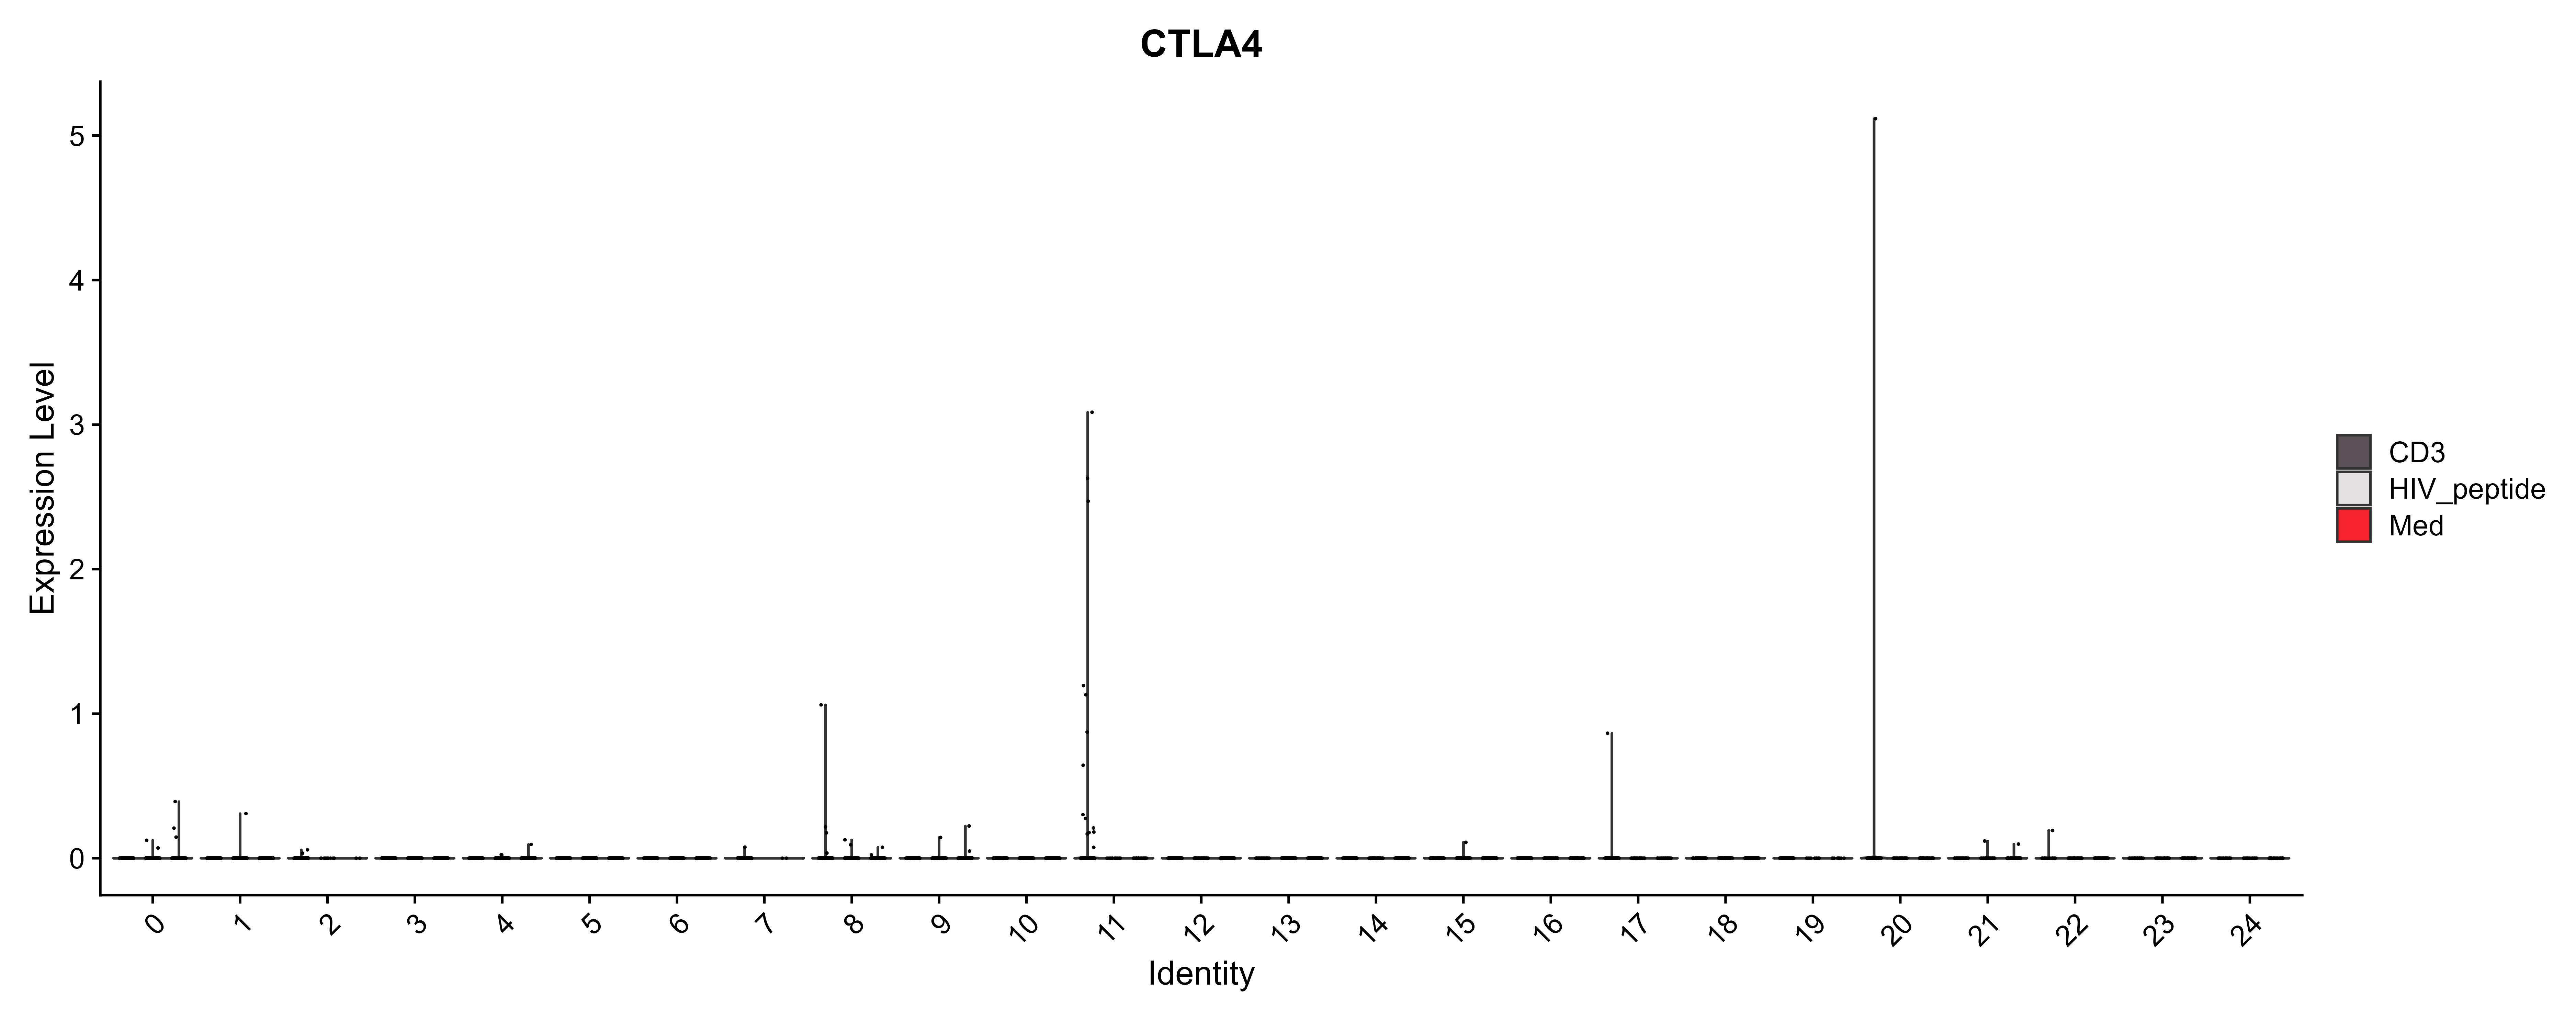 CTLA4
Expression Level
5
4
3
2
1
0
0 1 2 3 4 5 6 7 8 9 10 11 12 13 14 15 16 17 18 19 20 21 22 23 24
Identity
CD3
HIV_peptide
Med